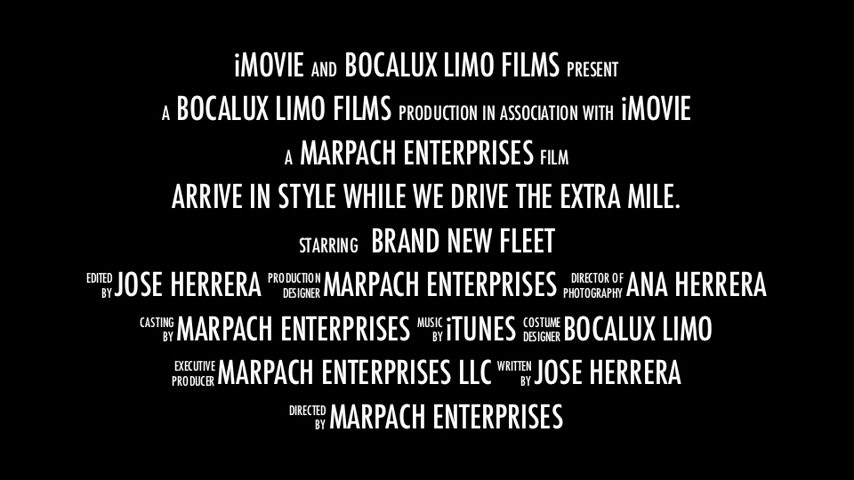 iMOVIE AND BOCALUX LIMO FILMS PRESENT
A BOCALUX LIMO FILMS PRODUCTION IN ASSOCIATION WITH iMOVIE
A MARPACH ENTERPRISES FILM
ARRIVE IN STYLE WHILE WE DRIVE THE EXTRA MILE.
STARRING BRAND NEW FLEET
EDITED BY JOSE HERRERA PRODUCTION DESIGNER MARPACH ENTERPRISES DIRECTOR OF PHOTOGRAPHY ANA HERRERA
CASTING BY MARPACH ENTERPRISES MUSIC BY iTUNES COSTUME DESIGNER BOCALUX LIMO
EXECUTIVE PRODUCER MARPACH ENTERPRISES LLC WRITTEN BY JOSE HERRERA
DIRECTED BY MARPACH ENTERPRISES